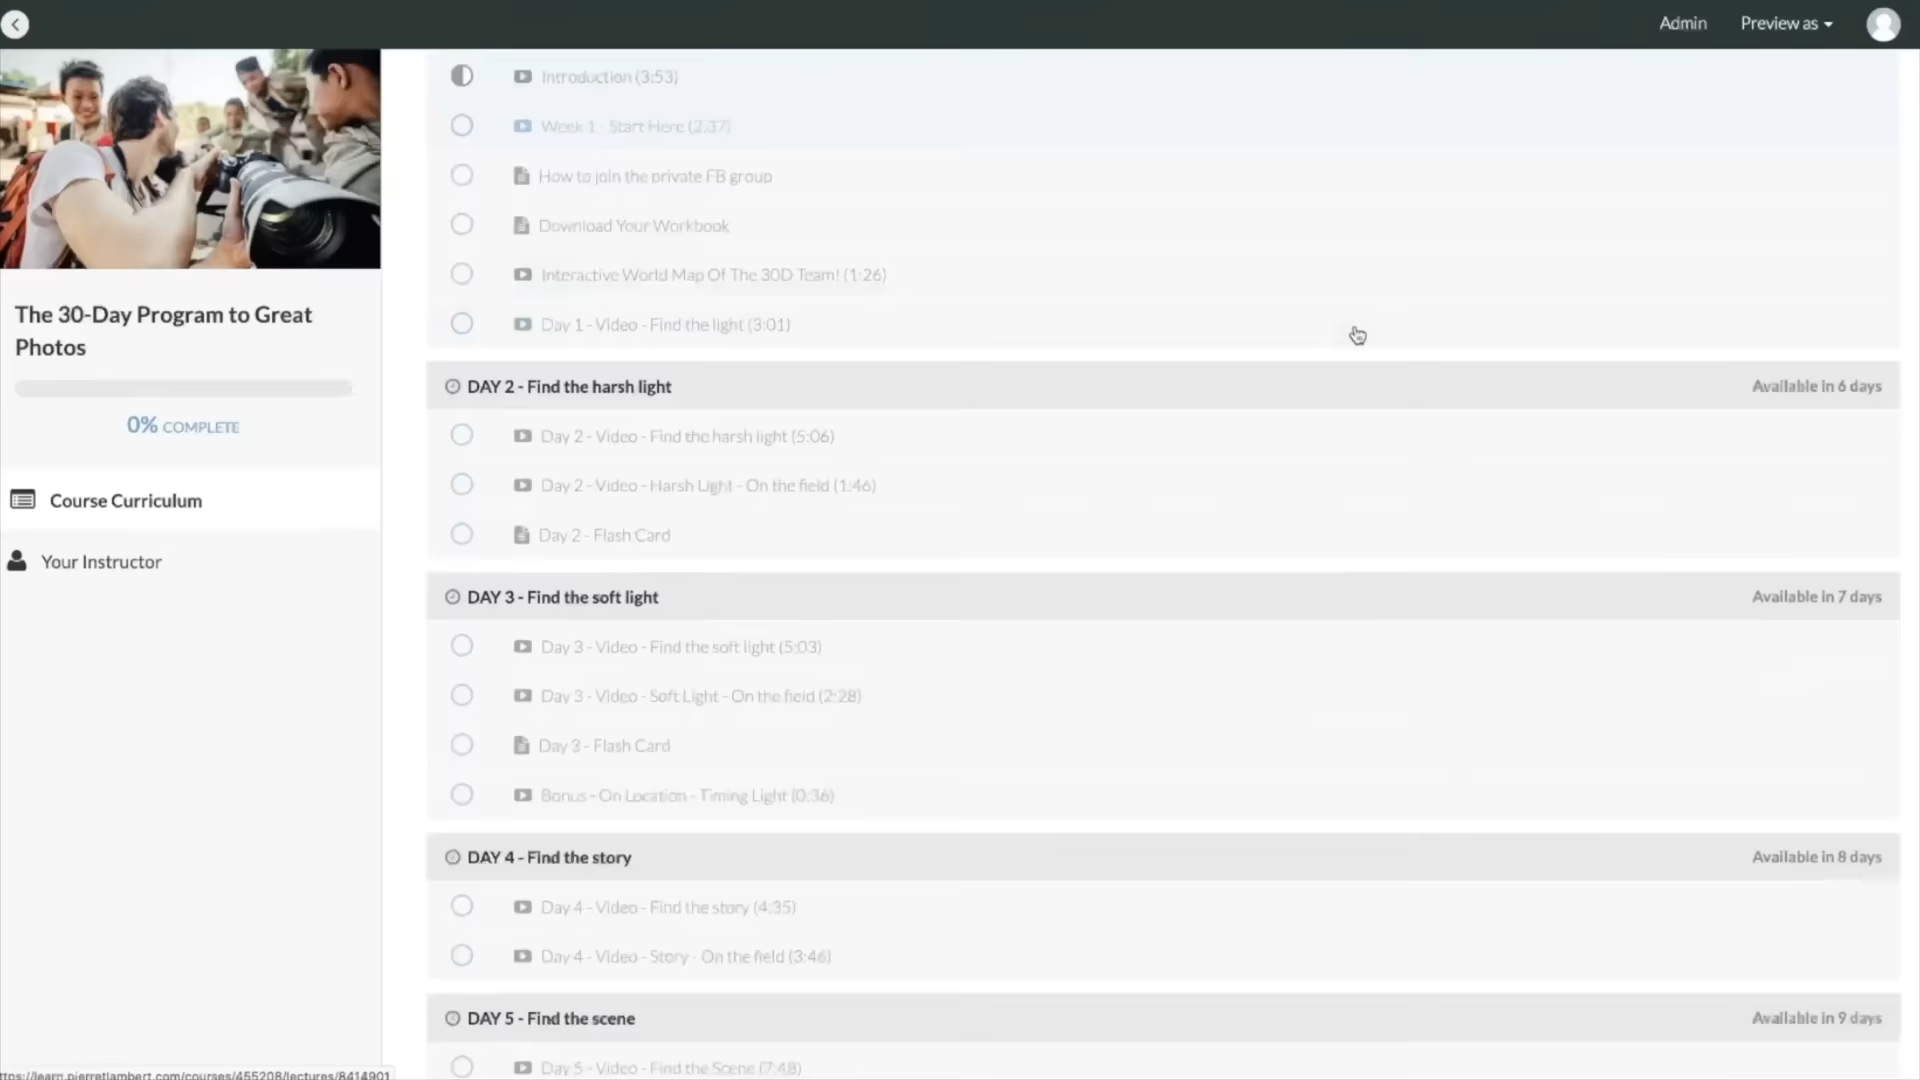 Admin
Preview as
Introduction (3:53)
Week 1 - Start Here (2:37)
How to join the private FB group
Download Your Workbook
Interactive World Map Of The 30D Team! (1:26)
Day 1 - Video - Find the light (3:01)
The 30-Day Program to Great
Photos
0% COMPLETE
Course Curriculum
Your Instructor
DAY 2 - Find the harsh light
Available in 6 days
Day 2 - Video - Find the harsh light (5:06)
Day 2 - Video - Harsh Light - On the field (1:46)
Day 2 - Flash Card
DAY 3 - Find the soft light
Available in 7 days
Day 3 - Video - Find the soft light (5:03)
Day 3 - Video - Soft Light - On the field (2:28)
Day 3 - Flash Card
Bonus - On Location - Timing Light (0:36)
DAY 4 - Find the story
Available in 8 days
Day 4 - Video - Find the story (4:35)
Day 4 - Video - Story - On the field (3:46)
DAY 5 - Find the scene
Available in 9 days
Day 5 - Video - Find the Scene (7:48)
ttps://learn.pierretlambert.com/courses/455208/lectures/8414901